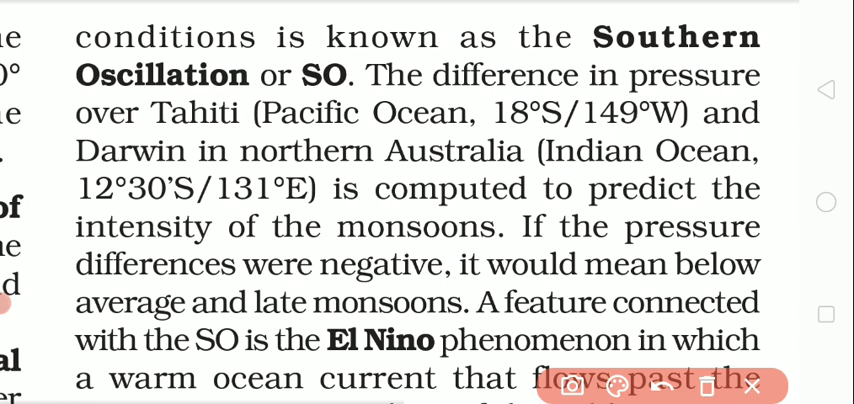 conditions is known as the Southern
Oscillation or SO. The difference in pressure
over Tahiti (Pacific Ocean, 18°S/149°W) and
Darwin in northern Australia (Indian Ocean,
12°30’S/131°E) is computed to predict the
intensity of the monsoons. If the pressure
differences were negative, it would mean below
average and late monsoons. A feature connected
with the SO is the El Nino phenomenon in which
a warm ocean current that flows past the